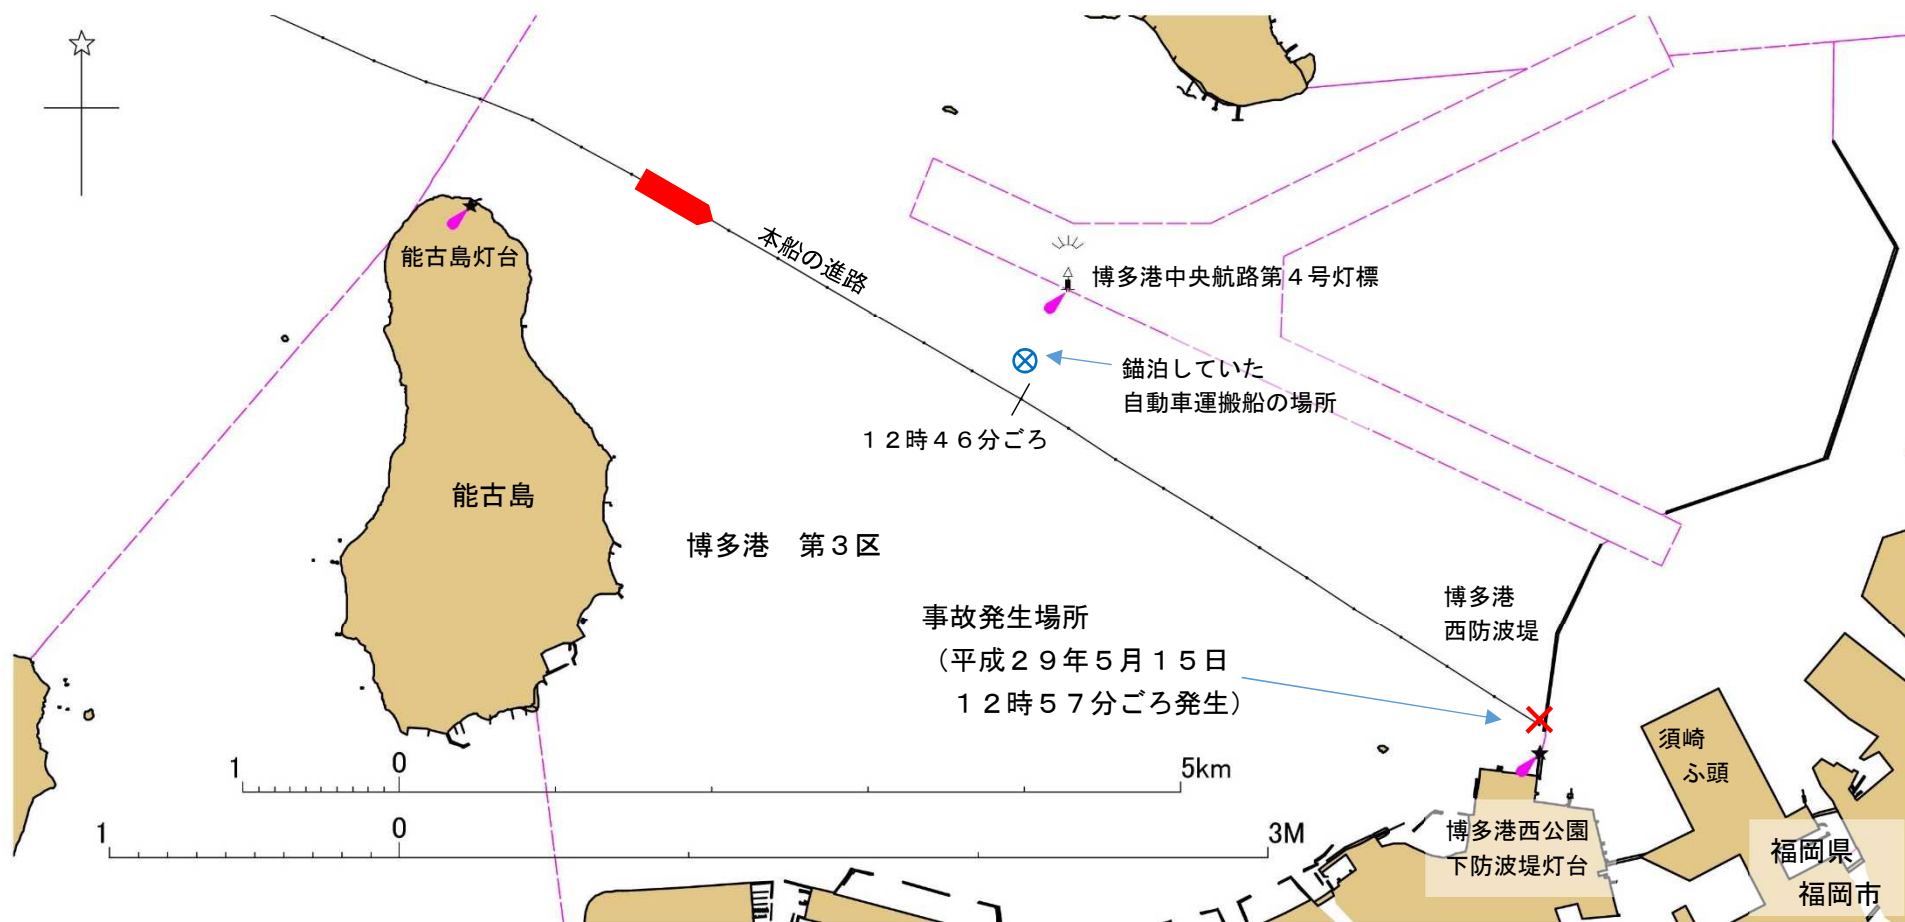 能古島灯台
本船の進路
博多港中央航路第４号灯標
錨泊していた
自動車運搬船の場所
１２時４６分ごろ
能古島
博多港　第３区
事故発生場所
（平成２９年５月１５日
１２時５７分ごろ発生）
博多港
西防波堤
須崎
ふ頭
1 0 5km
1 0 3M
博多港西公園
下防波堤灯台
福岡県
福岡市